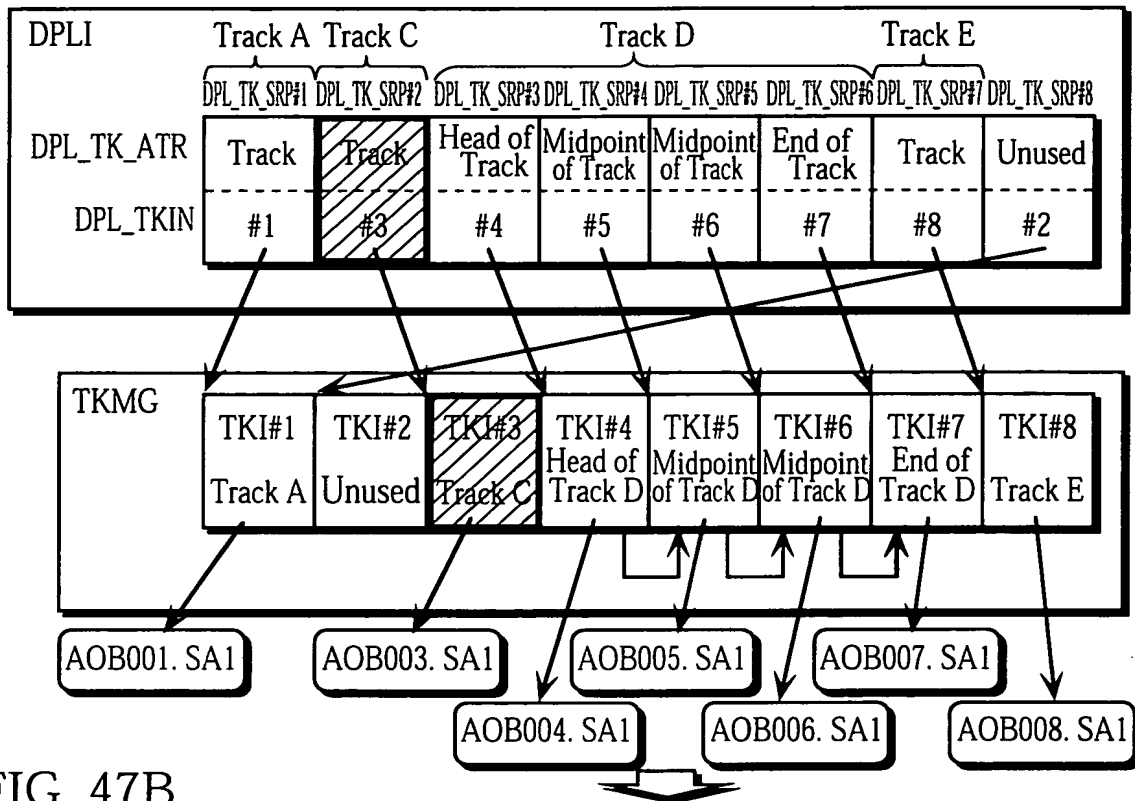 DPLI
Track A Track C Track D Track E
DPL_TK_SRP#1 DPL_TK_SRP#2 DPL_TK_SRP#3 DPL_TK_SRP#4 DPL_TK_SRP#5 DPL_TK_SRP#6 DPL_TK_SRP#7 DPL_TK_SRP#8
DPL_TK_ATR Track Track Head of Track Midpoint of Track Midpoint of Track End of Track Track Unused
DPL_TKIN #1 #3 #4 #5 #6 #7 #8 #2
TKMG
TKI#1 TKI#2 TKI#3 TKI#4 TKI#5 TKI#6 TKI#7 TKI#8
Head of Midpoint Midpoint End of
Track A Unused Track C Track D of Track D of Track D Track D Track E
AOB001. SA1 AOB003. SA1 AOB005. SA1 AOB007. SA1
AOB004. SA1 AOB006. SA1 AOB008. SA1
FIG. 47B